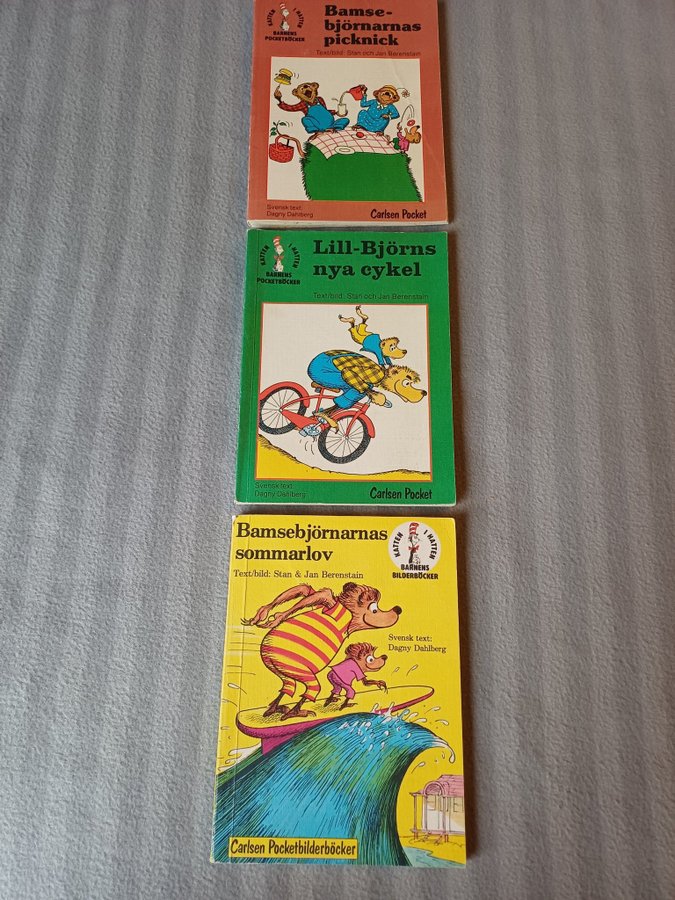 KATTEN I HATTEN
BARNENS
POCKETBÖCKER
Bamse-
björnarnas
picknick
Text/bild: Stan och Jan Berenstain
Svensk text:
Dagny Dahlberg
Carlsen Pocket
KATTEN I HATTEN
BARNENS
POCKETBÖCKER
Lill-Björns
nya cykel
Text/bild: Stan och Jan Berenstain
Svensk text:
Dagny Dahlberg
Carlsen Pocket
Bamsebjörnarnas
sommarlov
Text/bild: Stan & Jan Berenstain
KATTEN I HATTEN
BARNENS
BILDERBÖCKER
Svensk text:
Dagny Dahlberg
Carlsen Pocketbilderböcker